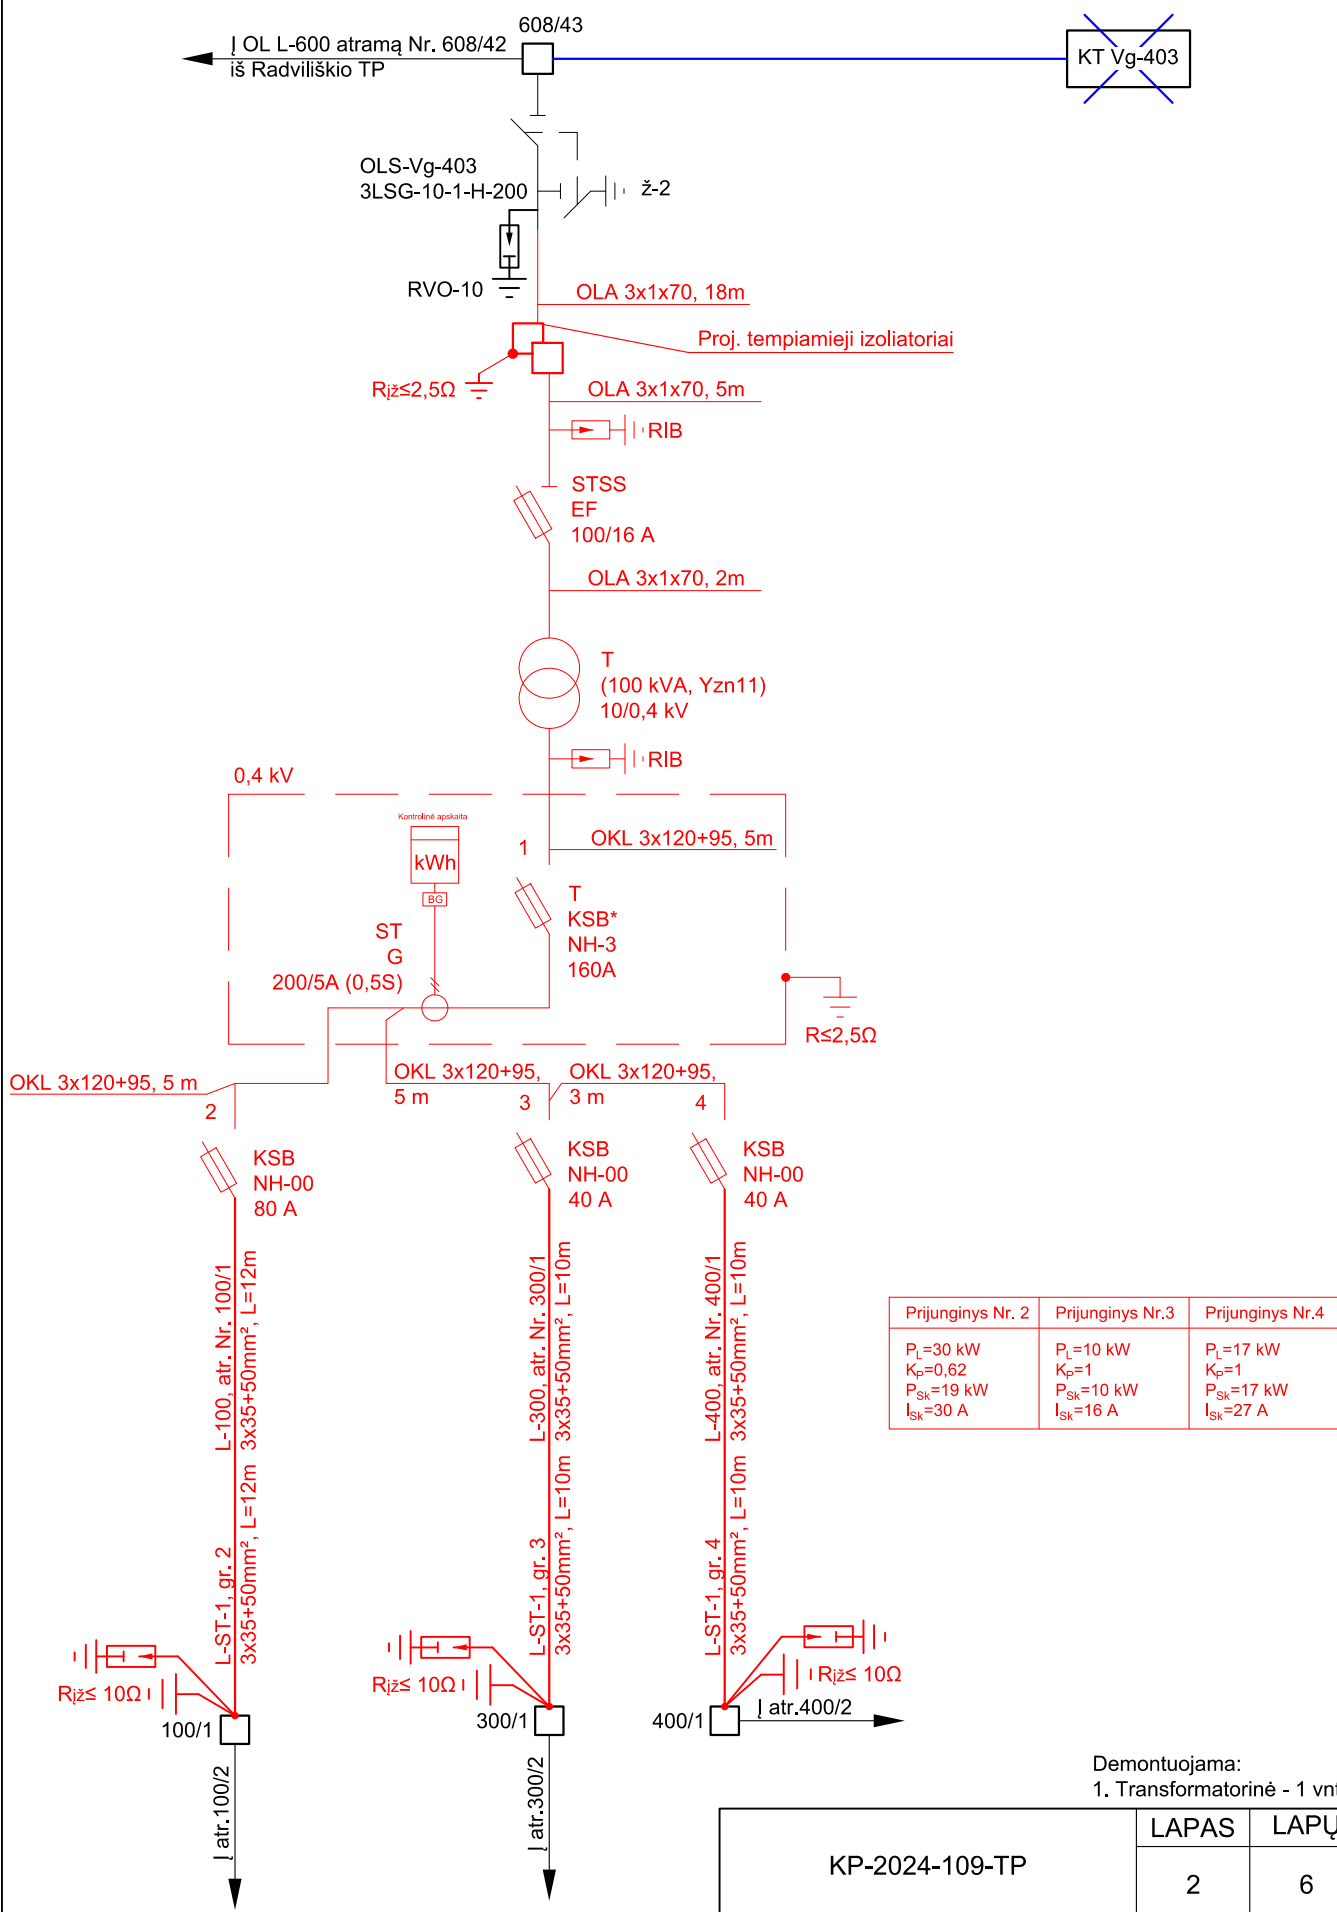 608/43
Į OL L-600 atramą Nr. 608/42
iš Radviliškio TP
KT Vg-403
OLS-Vg-403
3LSG-10-1-H-200
ž-2
RVO-10
OLA 3x1x70, 18m
Proj. tempiamieji izoliatoriai
Rįž≤2,5Ω
OLA 3x1x70, 5m
RIB
STSS
EF
100/16 A
OLA 3x1x70, 2m
T
(100 kVA, Yzn11)
10/0,4 kV
RIB
0,4 kV
Kontrolinė apskaita
kWh
BG
1
OKL 3x120+95, 5m
T
KSB*
NH-3
160A
ST
G
200/5A (0,5S)
R≤2,5Ω
OKL 3x120+95, 5 m
OKL 3x120+95,
5 m
OKL 3x120+95,
3 m
2
3
4
KSB
NH-00
80 A
KSB
NH-00
40 A
KSB
NH-00
40 A
L-100, atr. Nr. 100/1
3x35+50mm², L=12m
L-300, atr. Nr. 300/1
3x35+50mm², L=10m
L-400, atr. Nr. 400/1
3x35+50mm², L=10m
Prijunginys Nr. 2
Prijunginys Nr.3
Prijunginys Nr.4
PL=30 kW
KP=0,62
PSk=19 kW
ISk=30 A
PL=10 kW
KP=1
PSk=10 kW
ISk=16 A
PL=17 kW
KP=1
PSk=17 kW
ISk=27 A
L-ST-1, gr. 2
3x35+50mm², L=12m
L-ST-1, gr. 3
3x35+50mm², L=10m
L-ST-1, gr. 4
3x35+50mm², L=10m
Rįž≤ 10Ω
Rįž≤ 10Ω
Rįž≤ 10Ω
100/1
300/1
400/1
Į atr.400/2
Į atr.100/2
Į atr.300/2
Demontuojama:
1. Transformatorinė - 1 vnt
KP-2024-109-TP
LAPAS
LAPŲ
2
6